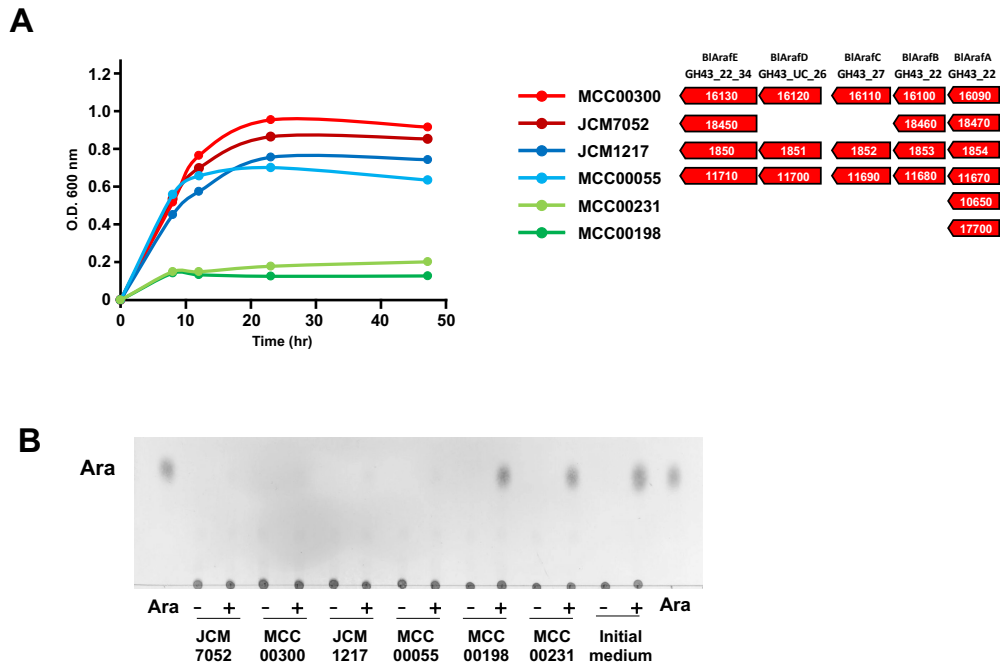 A
1.2
1.0
0.8
0.6
0.4
0.2
0
O.D. 600 nm
0 10 20 30 40 50
Time (hr)
MCC00300
JCM7052
JCM1217
MCC00055
MCC00231
MCC00198
BlArafE BlArafD BlArafC BlArafB BlArafA
GH43_22_34 GH43_UC_26 GH43_27 GH43_22 GH43_22
16130 16120 16110 16100 16090
18450 18460 18470
1850 1851 1852 1853 1854
11710 11700 11690 11680 11670
10650
17700
B
Ara
Ara − + − + − + − + − + − + − + Ara
JCM MCC JCM MCC MCC MCC Initial
7052 00300 1217 00055 00198 00231 medium